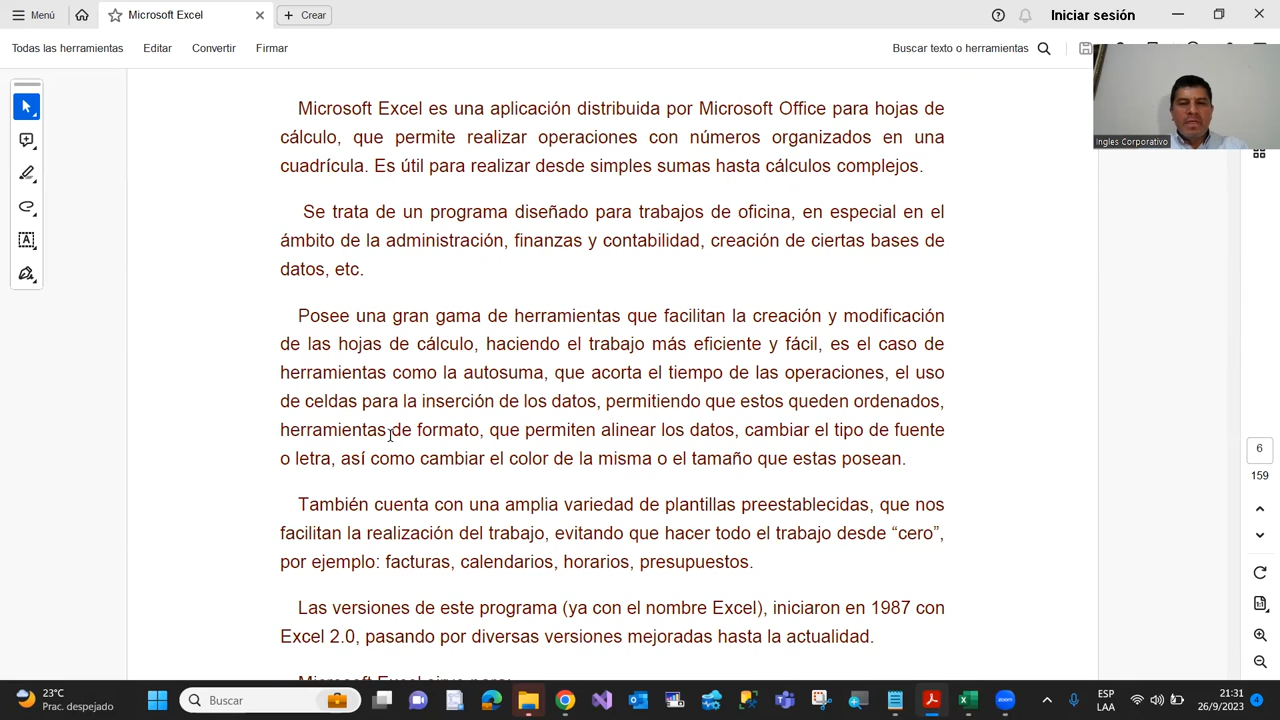 Menú
Microsoft Excel
Crear
Iniciar sesión
Todas las herramientas
Editar
Convertir
Firmar
Buscar texto o herramientas
Ingles Corporativo
Microsoft Excel es una aplicación distribuida por Microsoft Office para hojas de
cálculo, que permite realizar operaciones con números organizados en una
cuadrícula. Es útil para realizar desde simples sumas hasta cálculos complejos.
Se trata de un programa diseñado para trabajos de oficina, en especial en el
ámbito de la administración, finanzas y contabilidad, creación de ciertas bases de
datos, etc.
Posee una gran gama de herramientas que facilitan la creación y modificación
de las hojas de cálculo, haciendo el trabajo más eficiente y fácil, es el caso de
herramientas como la autosuma, que acorta el tiempo de las operaciones, el uso
de celdas para la inserción de los datos, permitiendo que estos queden ordenados,
herramientas de formato, que permiten alinear los datos, cambiar el tipo de fuente
o letra, así como cambiar el color de la misma o el tamaño que estas posean.
También cuenta con una amplia variedad de plantillas preestablecidas, que nos
facilitan la realización del trabajo, evitando que hacer todo el trabajo desde “cero”,
por ejemplo: facturas, calendarios, horarios, presupuestos.
Las versiones de este programa (ya con el nombre Excel), iniciaron en 1987 con
Excel 2.0, pasando por diversas versiones mejoradas hasta la actualidad.
Microsoft Excel sirve para:
6
159
23°C
Prac. despejado
Buscar
ESP
LAA
21:31
26/9/2023
4